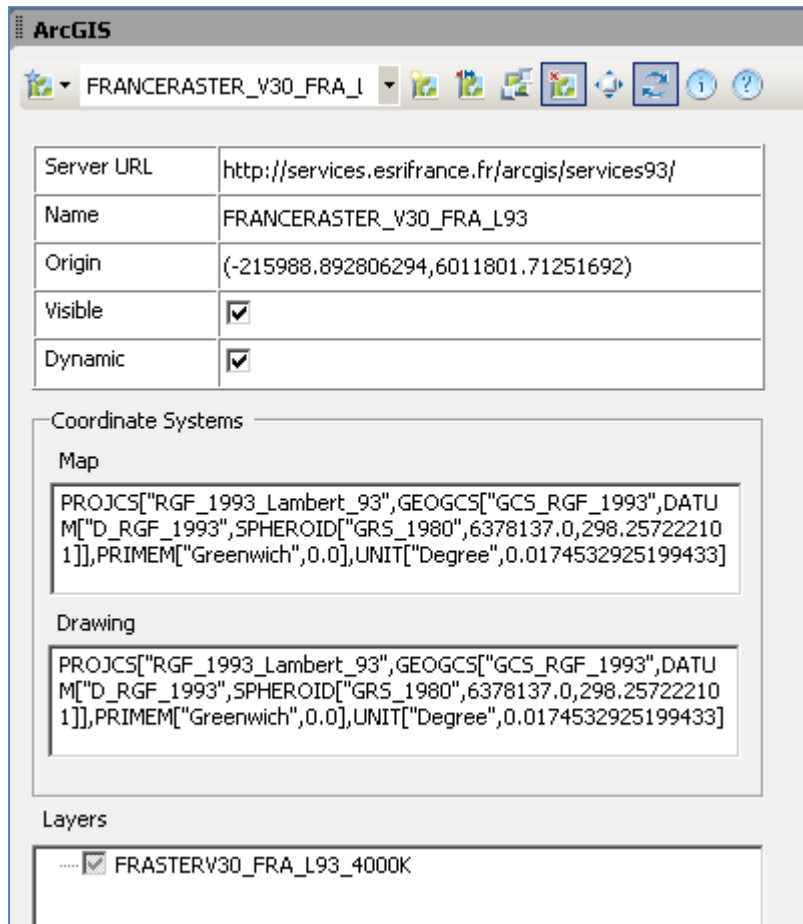 ArcGIS
FRANCERASTER_V30_FRA_L
Server URL http://services.esrifrance.fr/arcgis/services93/
Name FRANCERASTER_V30_FRA_L93
Origin (-215988.892806294,6011801.71251692)
Visible
Dynamic
Coordinate Systems
Map
PROJCS["RGF_1993_Lambert_93",GEOGCS["GCS_RGF_1993",DATU
M["D_RGF_1993",SPHEROID["GRS_1980",6378137.0,298.25722210
1]],PRIMEM["Greenwich",0.0],UNIT["Degree",0.0174532925199433]
Drawing
PROJCS["RGF_1993_Lambert_93",GEOGCS["GCS_RGF_1993",DATU
M["D_RGF_1993",SPHEROID["GRS_1980",6378137.0,298.25722210
1]],PRIMEM["Greenwich",0.0],UNIT["Degree",0.0174532925199433]
Layers
FRASTERV30_FRA_L93_4000K